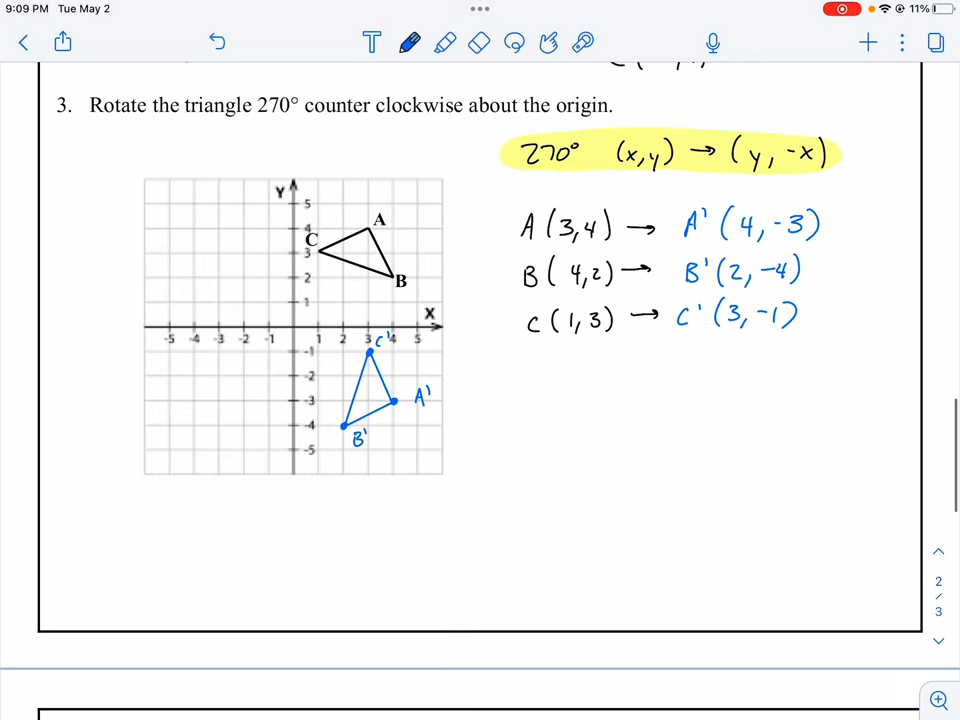 9:09 PM Tue May 2
11%
3. Rotate the triangle 270° counter clockwise about the origin.
270° (x,y) → (y, -x)
A (3,4) → A' (4, -3)
B (4,2) → B' (2, -4)
C (1,3) → C' (3, -1)
Y
5
4
A
C
3
2
B
1
X
-5 -4 -3 -2 -1 1 2 3 4 5
C'
-1
-2
-3
A'
-4
B'
-5
2
/
3